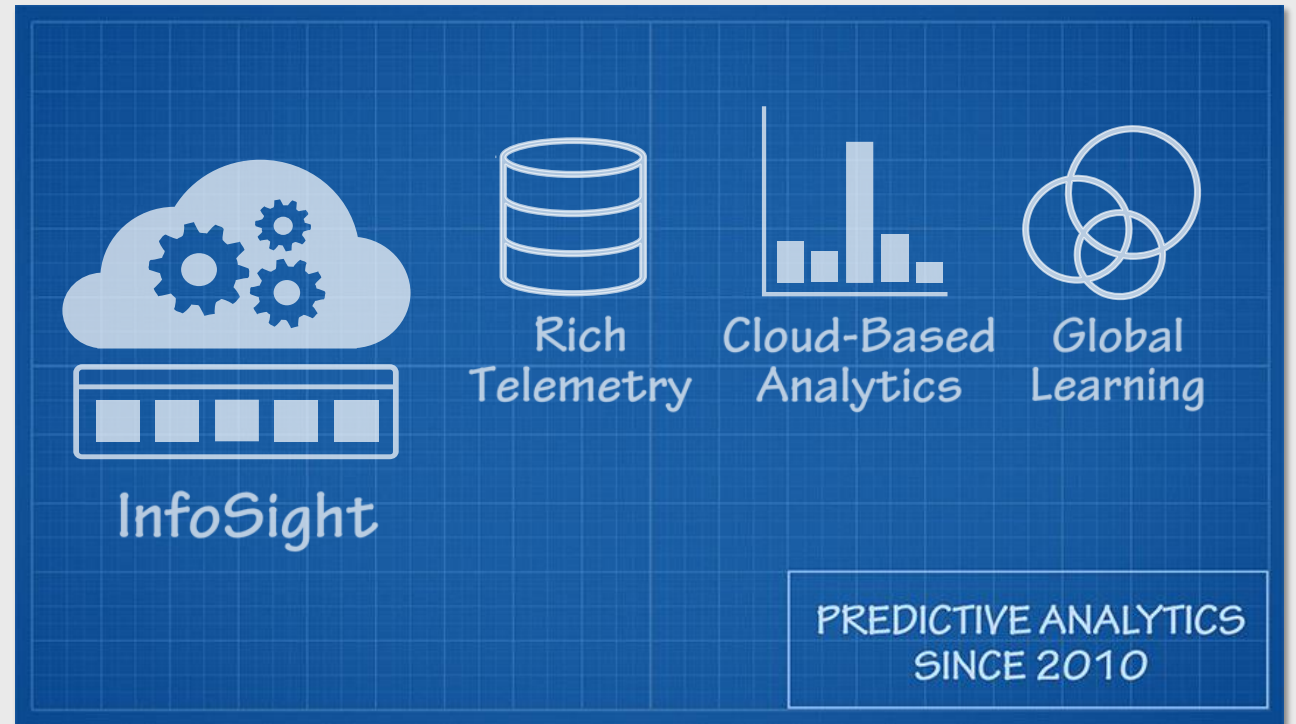 InfoSight
Rich
Telemetry
Cloud-Based
Analytics
Global
Learning
PREDICTIVE ANALYTICS
SINCE 2010